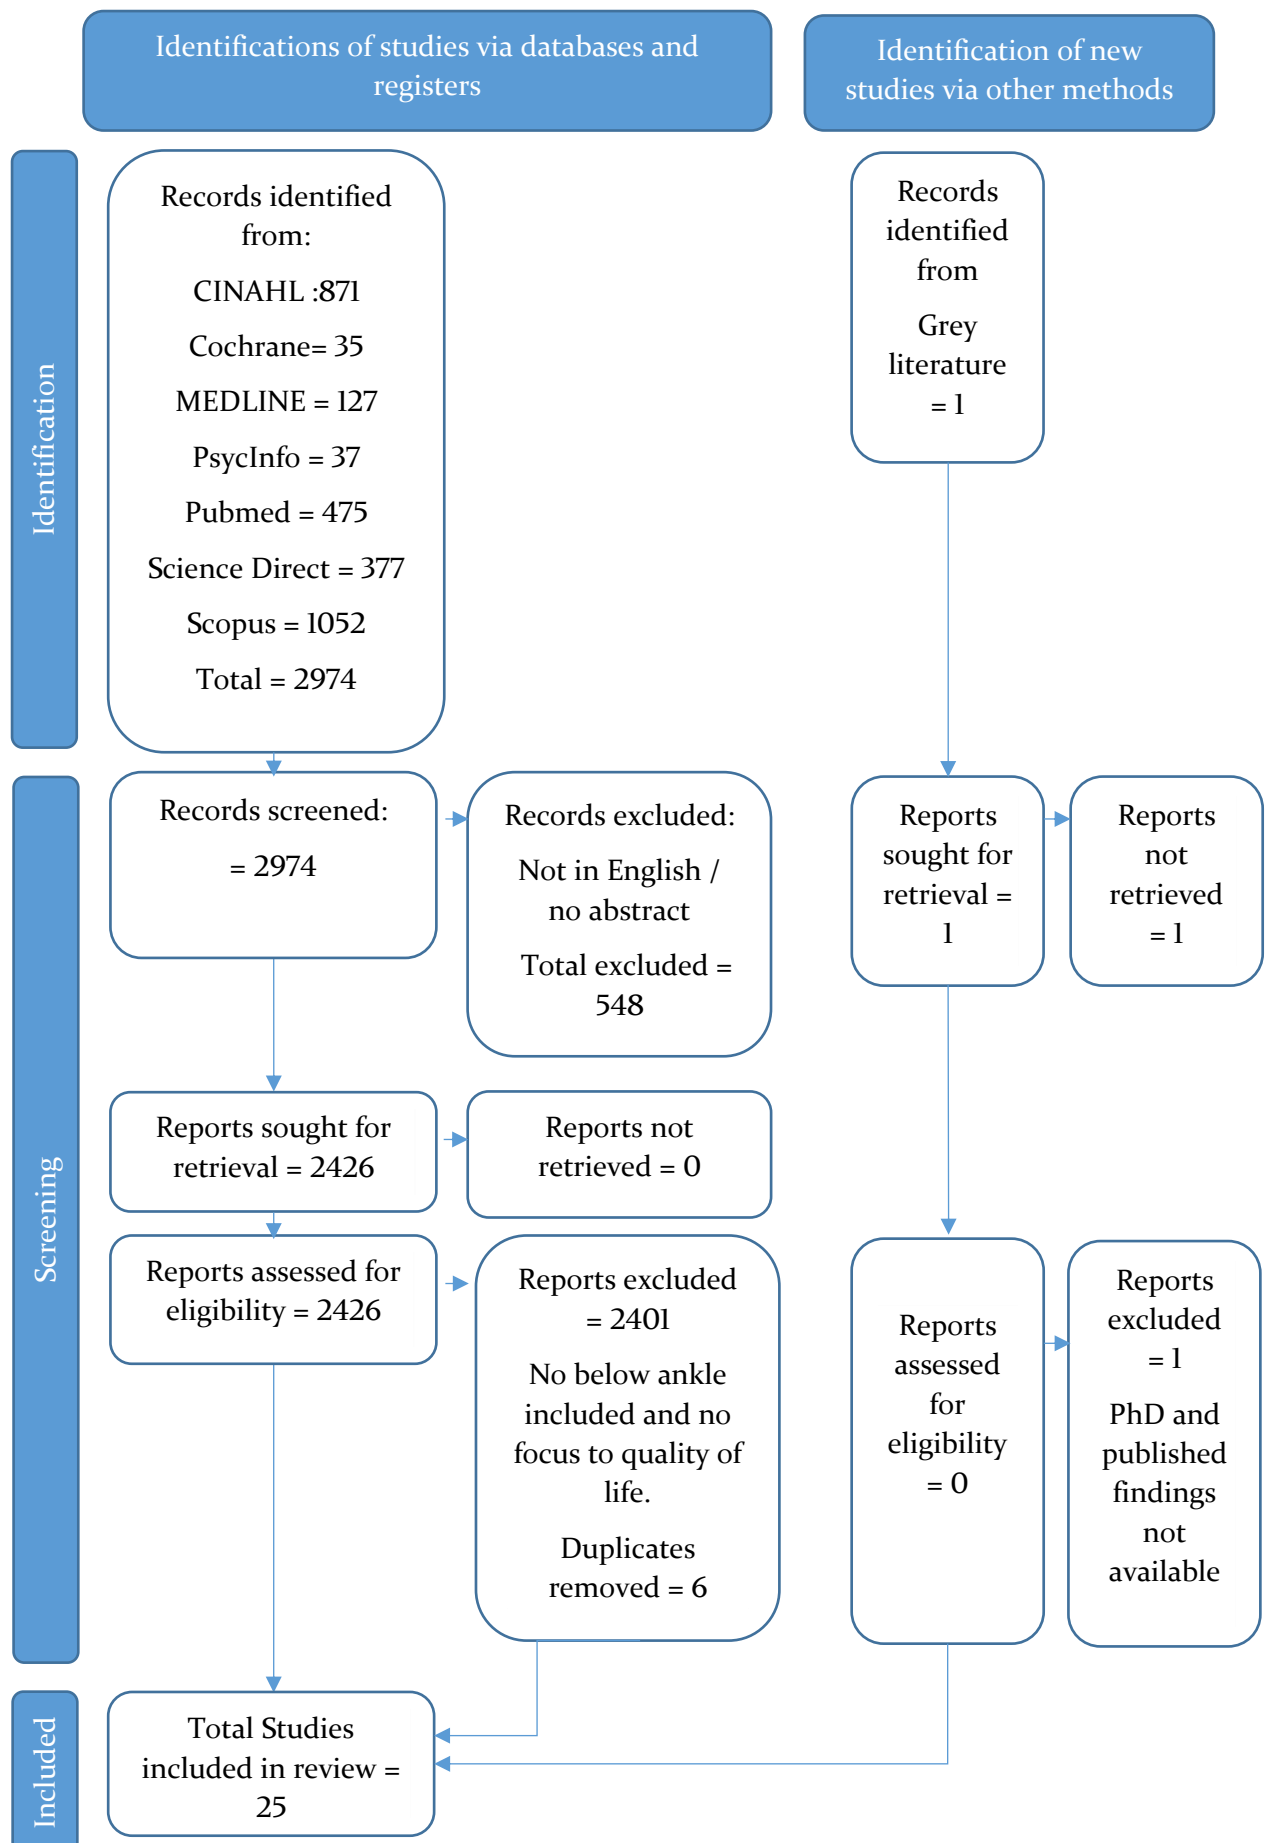 Identifications of studies via databases and
registers
Identification of new
studies via other methods
Identification
Records identified
from:
CINAHL :871
Cochrane= 35
MEDLINE = 127
PsycInfo = 37
Pubmed = 475
Science Direct = 377
Scopus = 1052
Total = 2974
Records
identified
from
Grey
literature
= 1
Screening
Records screened:
= 2974
Records excluded:
Not in English /
no abstract
Total excluded =
548
Reports
sought for
retrieval =
1
Reports
not
retrieved
= 1
Reports sought for
retrieval = 2426
Reports not
retrieved = 0
Reports assessed for
eligibility = 2426
Reports excluded
= 2401
No below ankle
included and no
focus to quality of
life.
Duplicates
removed = 6
Reports
assessed
for
eligibility
= 0
Reports
excluded
= 1
PhD and
published
findings
not
available
Included
Total Studies
included in review =
25